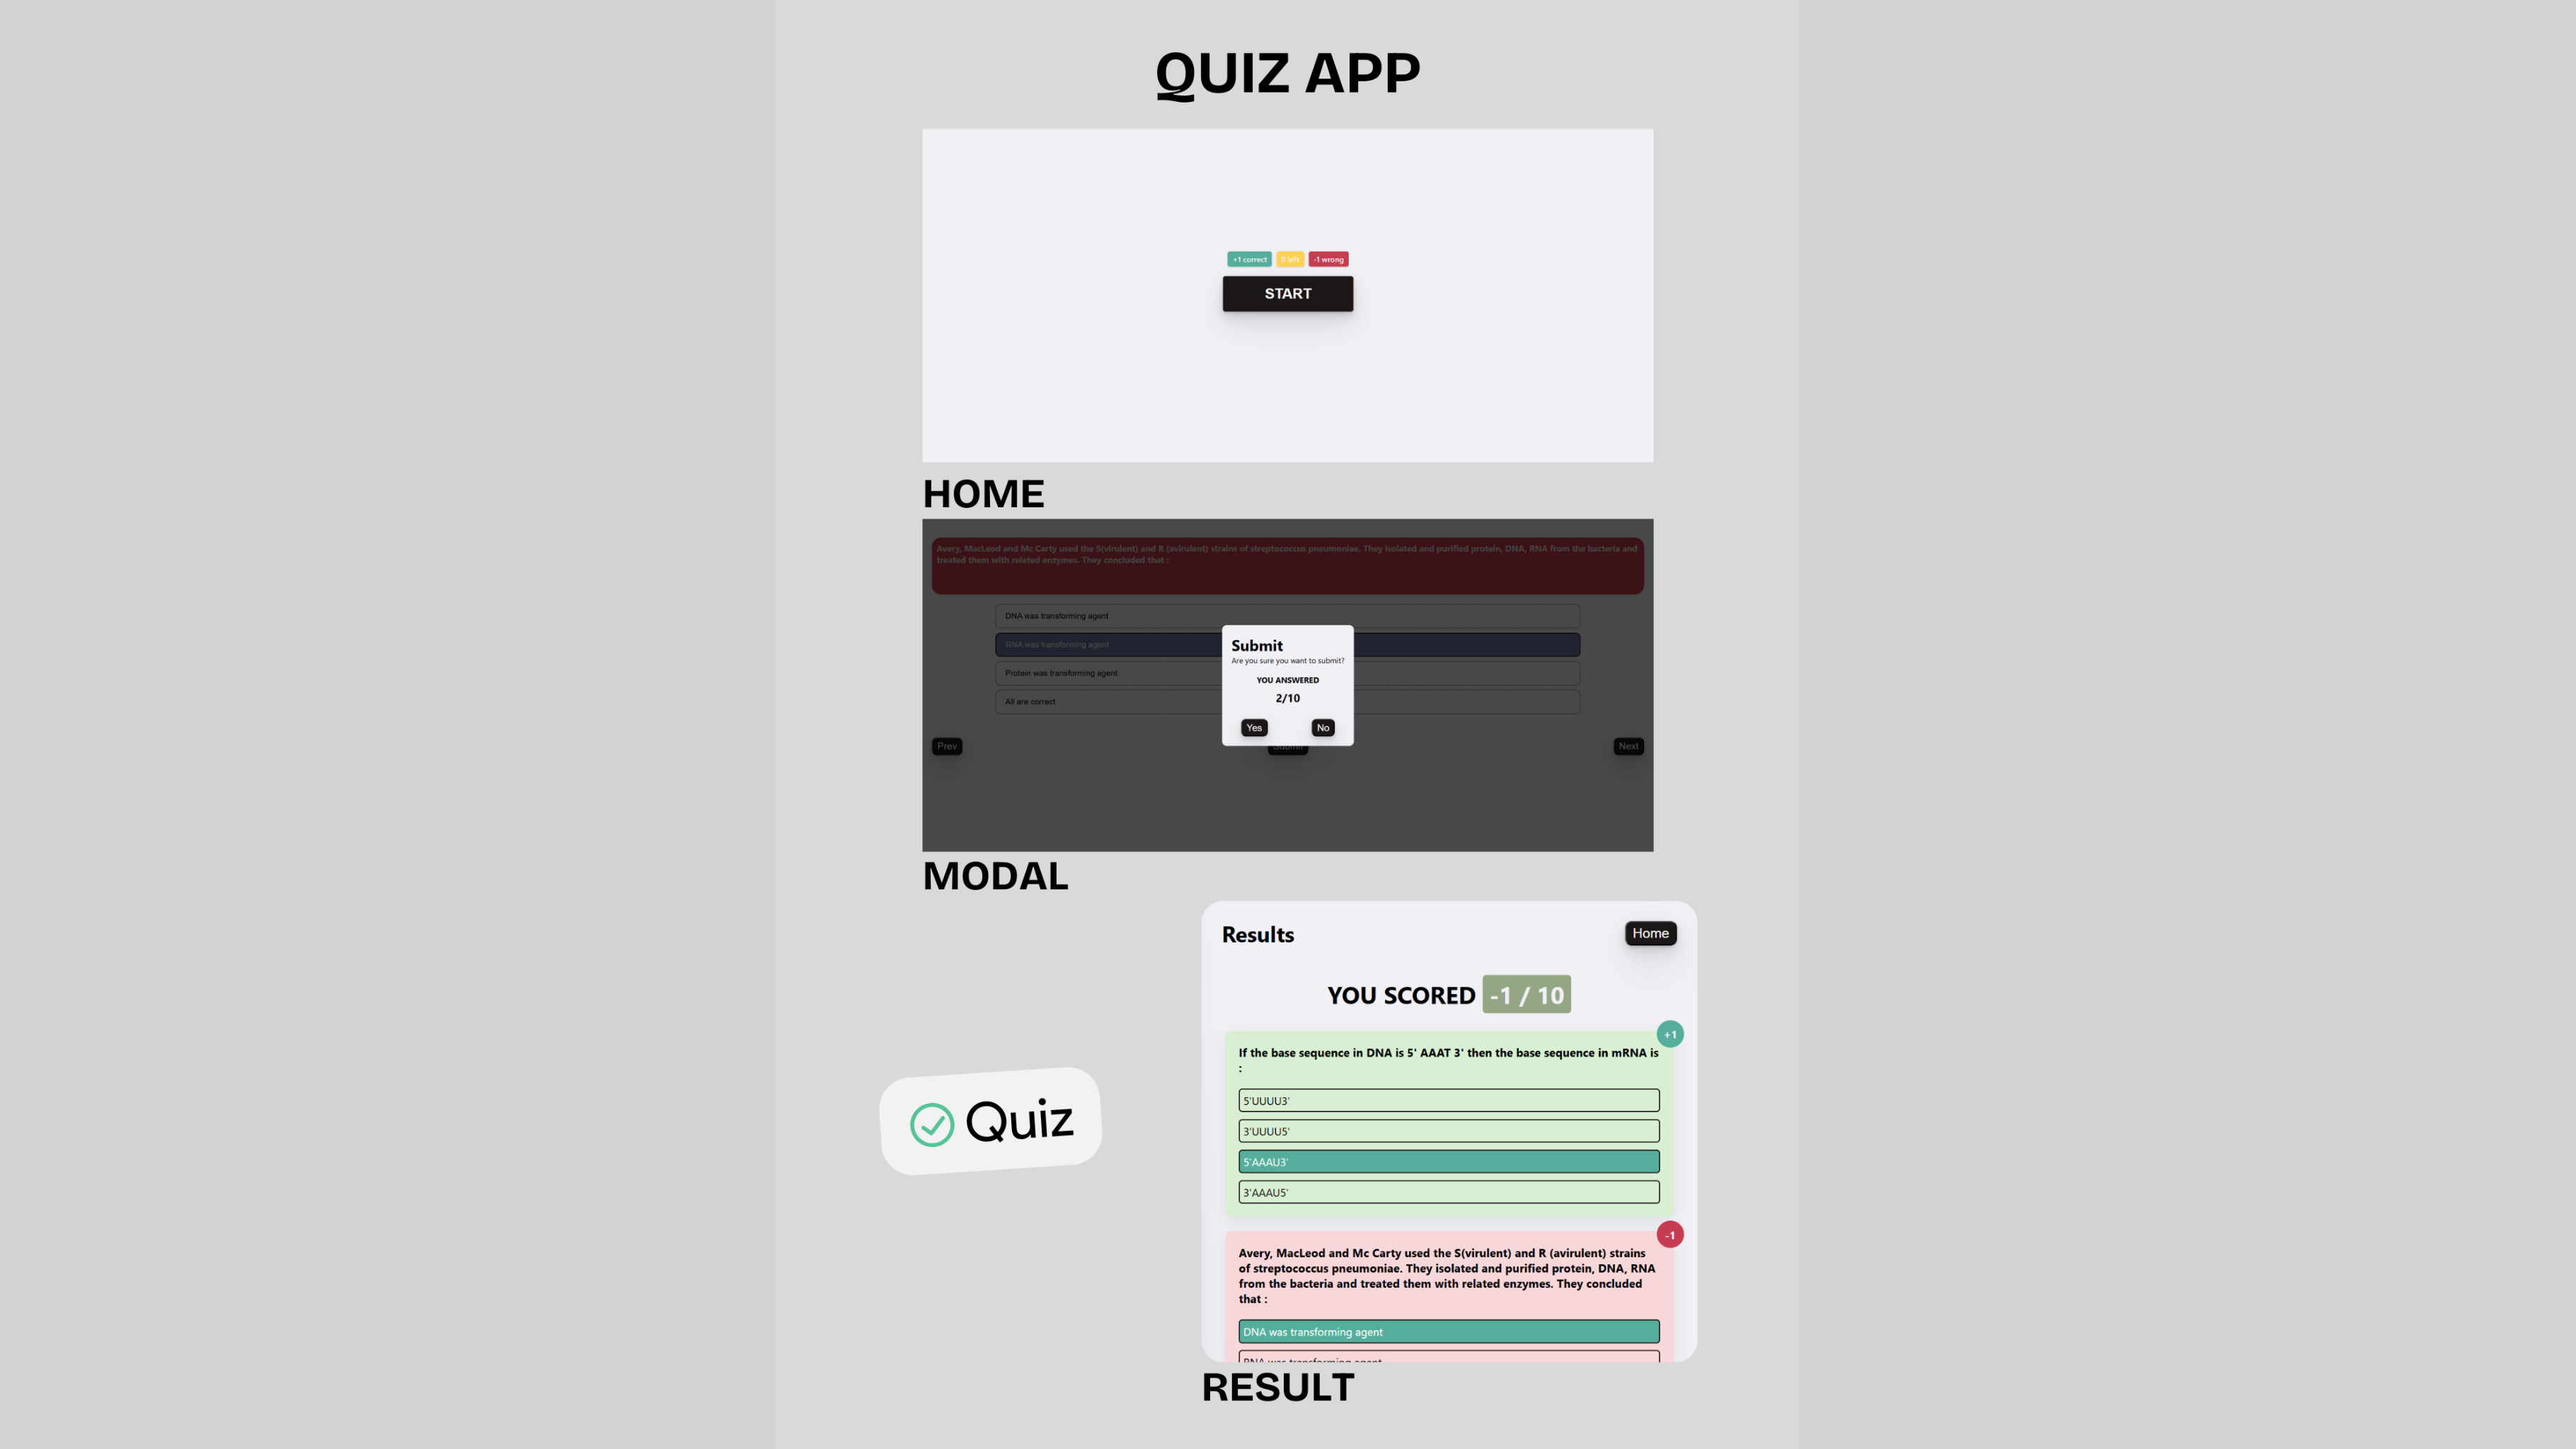 QUIZ APP
+1 correct
0 left
-1 wrong
START
HOME
Avery, MacLeod and Mc Carty used the S(virulent) and R (avirulent) strains of streptococcus pneumoniae. They isolated and purified protein, DNA, RNA from the bacteria and
treated them with related enzymes. They concluded that :
DNA was transforming agent
RNA was transforming agent
Protein was transforming agent
All are correct
Submit
Are you sure you want to submit?
YOU ANSWERED
2/10
Yes
No
Prev
Submit
Next
MODAL
Results
Home
YOU SCORED -1 / 10
+1
If the base sequence in DNA is 5' AAAT 3' then the base sequence in mRNA is
:
5'UUUU3'
3'UUUU5'
5'AAAU3'
3'AAAU5'
Quiz
-1
Avery, MacLeod and Mc Carty used the S(virulent) and R (avirulent) strains
of streptococcus pneumoniae. They isolated and purified protein, DNA, RNA
from the bacteria and treated them with related enzymes. They concluded
that :
DNA was transforming agent
RNA was transforming agent
RESULT